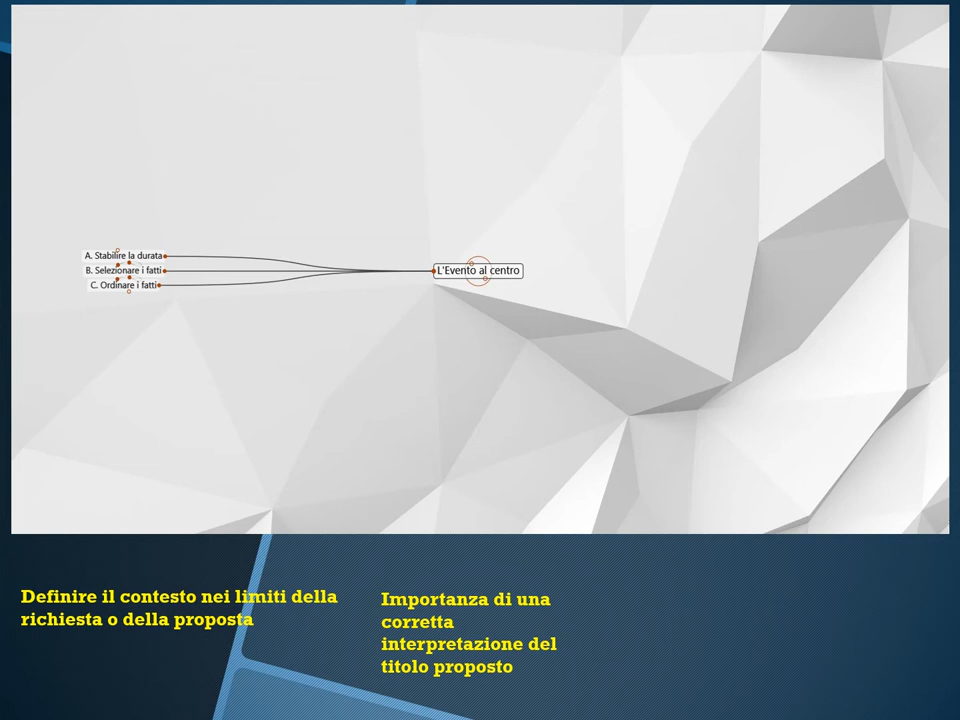 A. Stabilire la durata
B. Selezionare i fatti
C. Ordinare i fatti
L'Evento al centro
Definire il contesto nei limiti della
richiesta o della proposta
Importanza di una
corretta
interpretazione del
titolo proposto